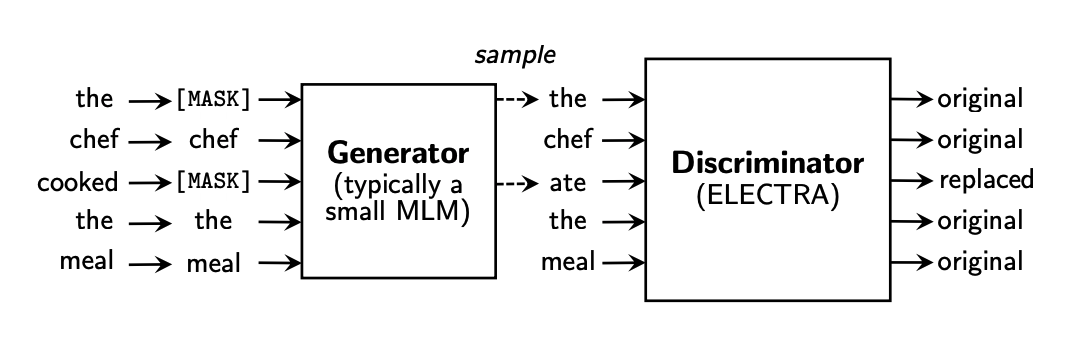 sample
the [MASK] the original
chef chef chef original
cooked [MASK] ate replaced
the the the original
meal meal meal original
Generator
(typically a
small MLM)
Discriminator
(ELECTRA)